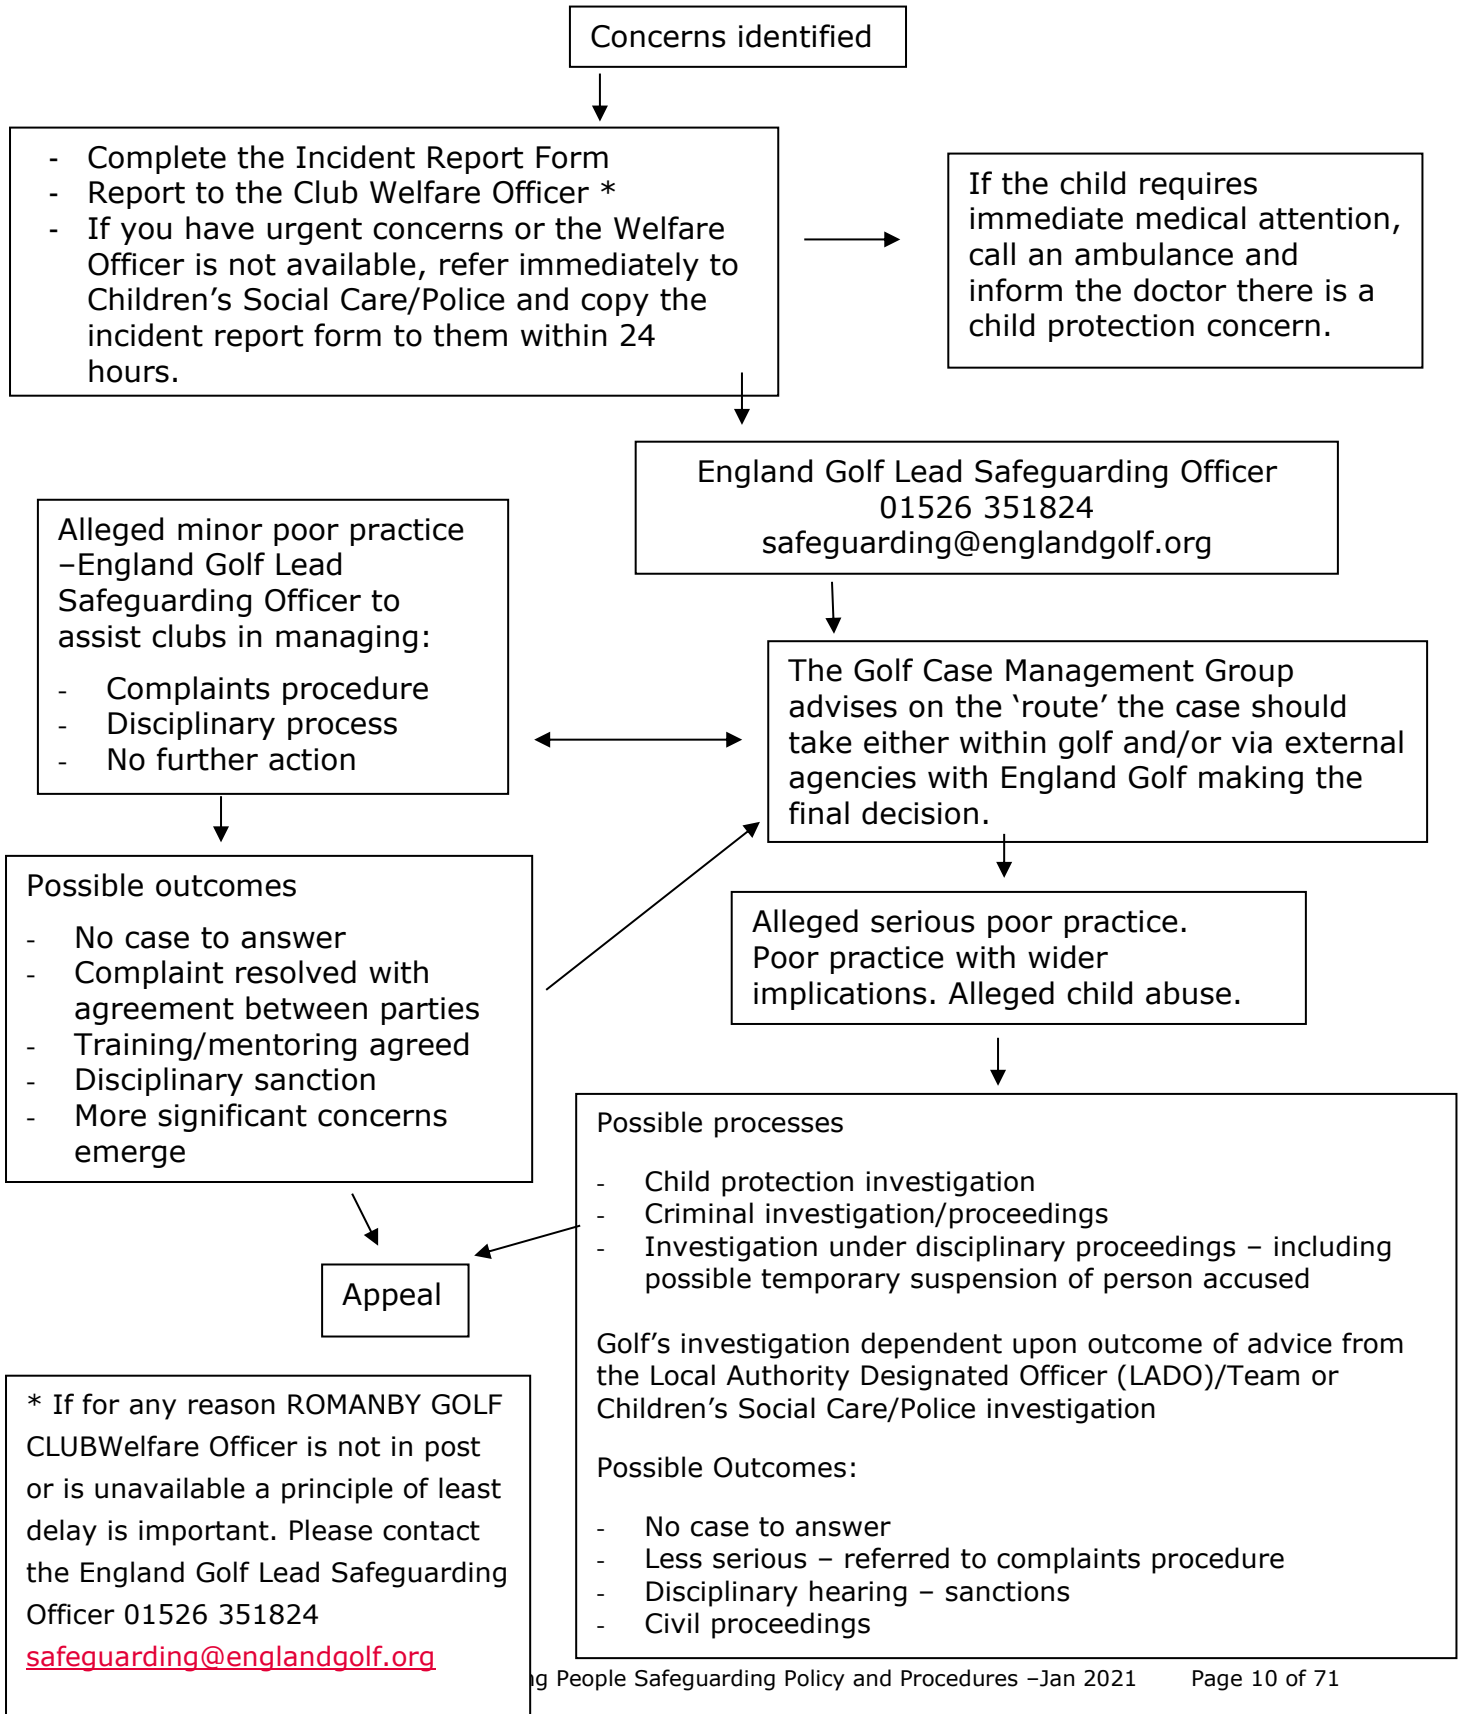 Concerns identified
- Complete the Incident Report Form
- Report to the Club Welfare Officer *
- If you have urgent concerns or the Welfare
Officer is not available, refer immediately to
Children’s Social Care/Police and copy the
incident report form to them within 24
hours.
If the child requires
immediate medical attention,
call an ambulance and
inform the doctor there is a
child protection concern.
England Golf Lead Safeguarding Officer
01526 351824
safeguarding@englandgolf.org
Alleged minor poor practice
–England Golf Lead
Safeguarding Officer to
assist clubs in managing:
- Complaints procedure
- Disciplinary process
- No further action
The Golf Case Management Group
advises on the ‘route’ the case should
take either within golf and/or via external
agencies with England Golf making the
final decision.
Possible outcomes
- No case to answer
- Complaint resolved with
agreement between parties
- Training/mentoring agreed
- Disciplinary sanction
- More significant concerns
emerge
Alleged serious poor practice.
Poor practice with wider
implications. Alleged child abuse.
Possible processes
- Child protection investigation
- Criminal investigation/proceedings
- Investigation under disciplinary proceedings – including
possible temporary suspension of person accused
Golf’s investigation dependent upon outcome of advice from
the Local Authority Designated Officer (LADO)/Team or
Children’s Social Care/Police investigation
Possible Outcomes:
- No case to answer
- Less serious – referred to complaints procedure
- Disciplinary hearing – sanctions
- Civil proceedings
Appeal
* If for any reason ROMANBY GOLF
CLUBWelfare Officer is not in post
or is unavailable a principle of least
delay is important. Please contact
the England Golf Lead Safeguarding
Officer 01526 351824
safeguarding@englandgolf.org
People Safeguarding Policy and Procedures –Jan 2021 Page 10 of 71